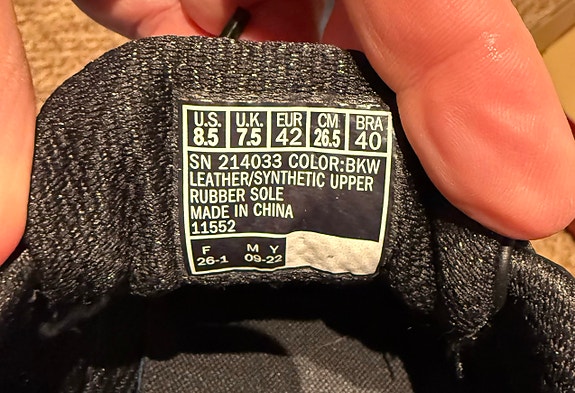 U.S. U.K. EUR CM BRA
8.5 7.5 42 26.5 40
SN 214033 COLOR:BKW
LEATHER/SYNTHETIC UPPER
RUBBER SOLE
MADE IN CHINA
11552
F M Y
26-1 09-22